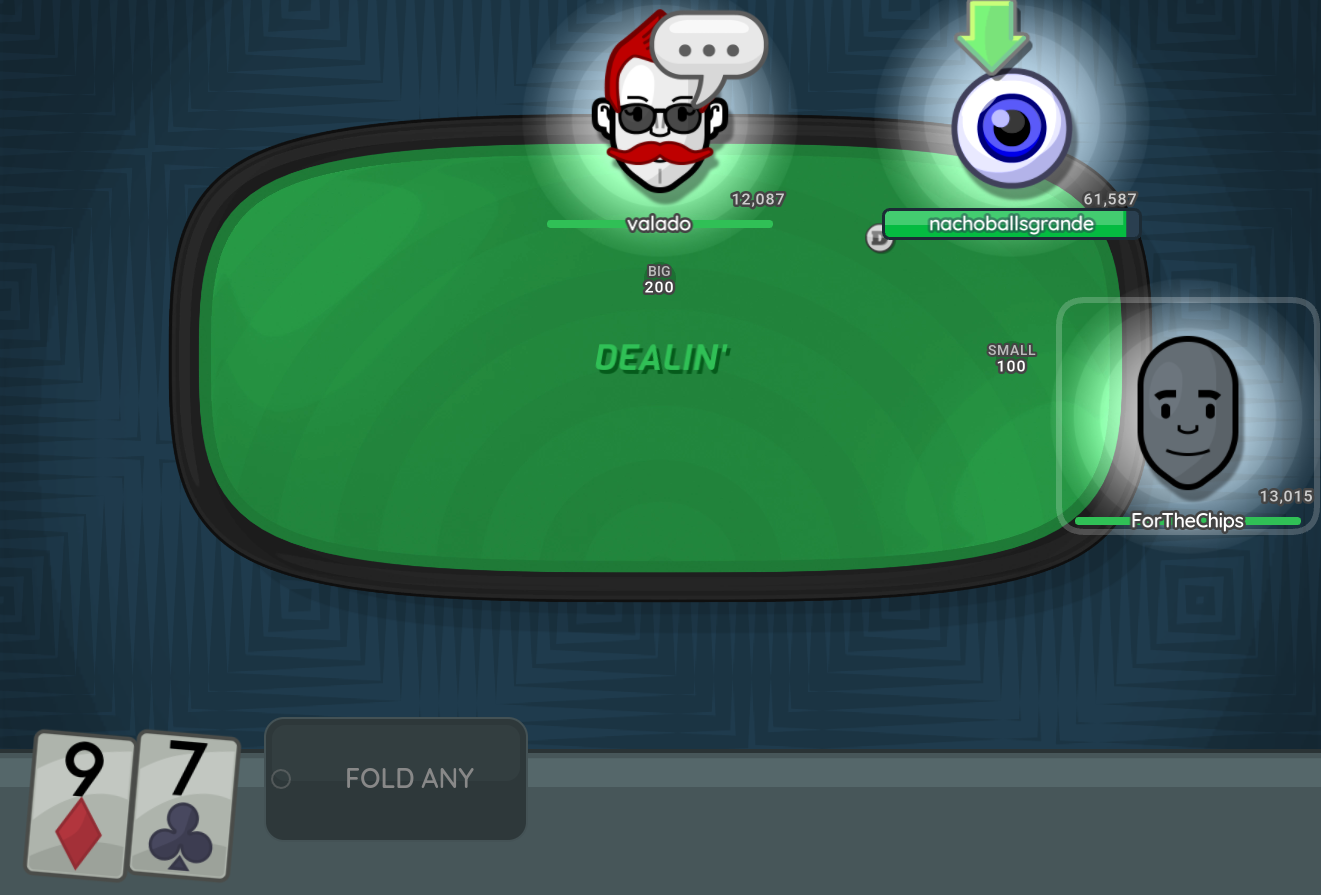 12,087
valado
61,587
nachoballsgrande
D
BIG
200
DEALIN'
SMALL
100
13,015
ForTheChips
9 7
FOLD ANY